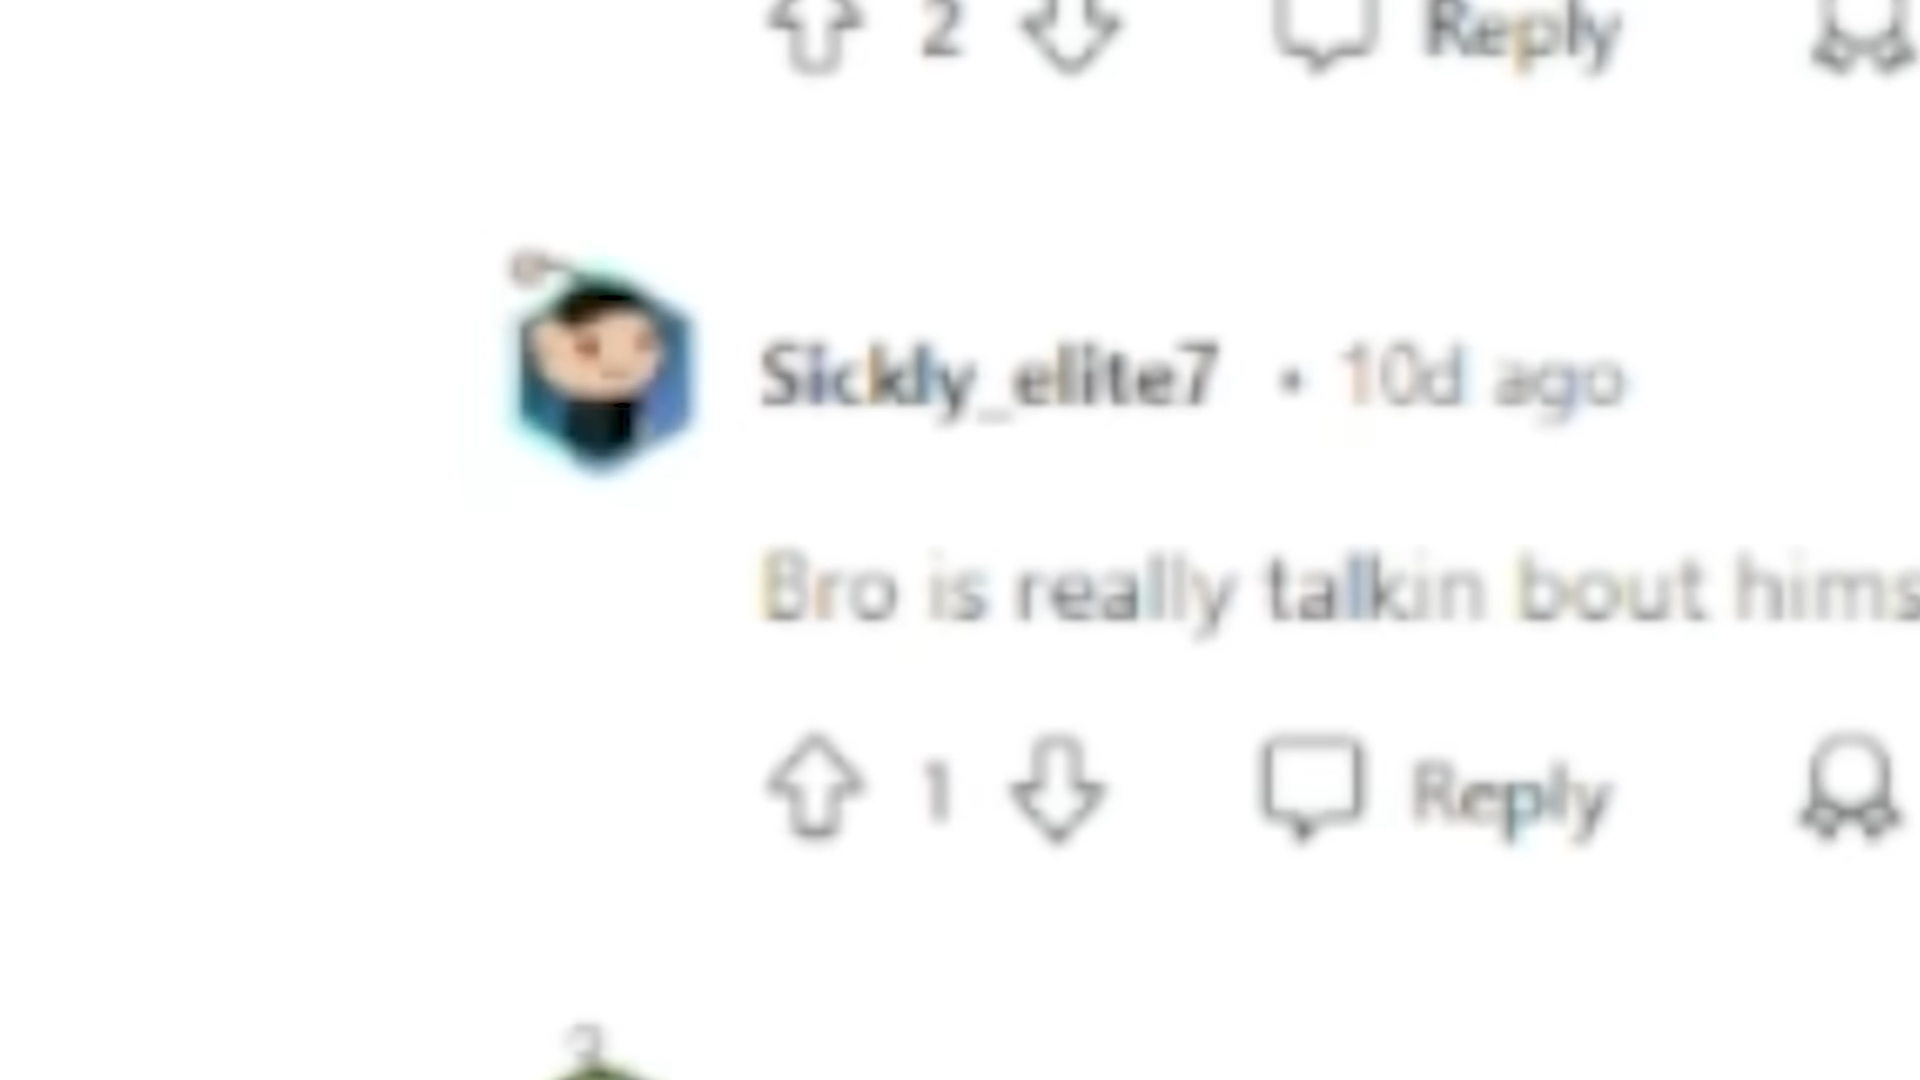 2 Reply
Sickly_elite7 • 10d ago
Bro is really talkin bout hims
1 Reply